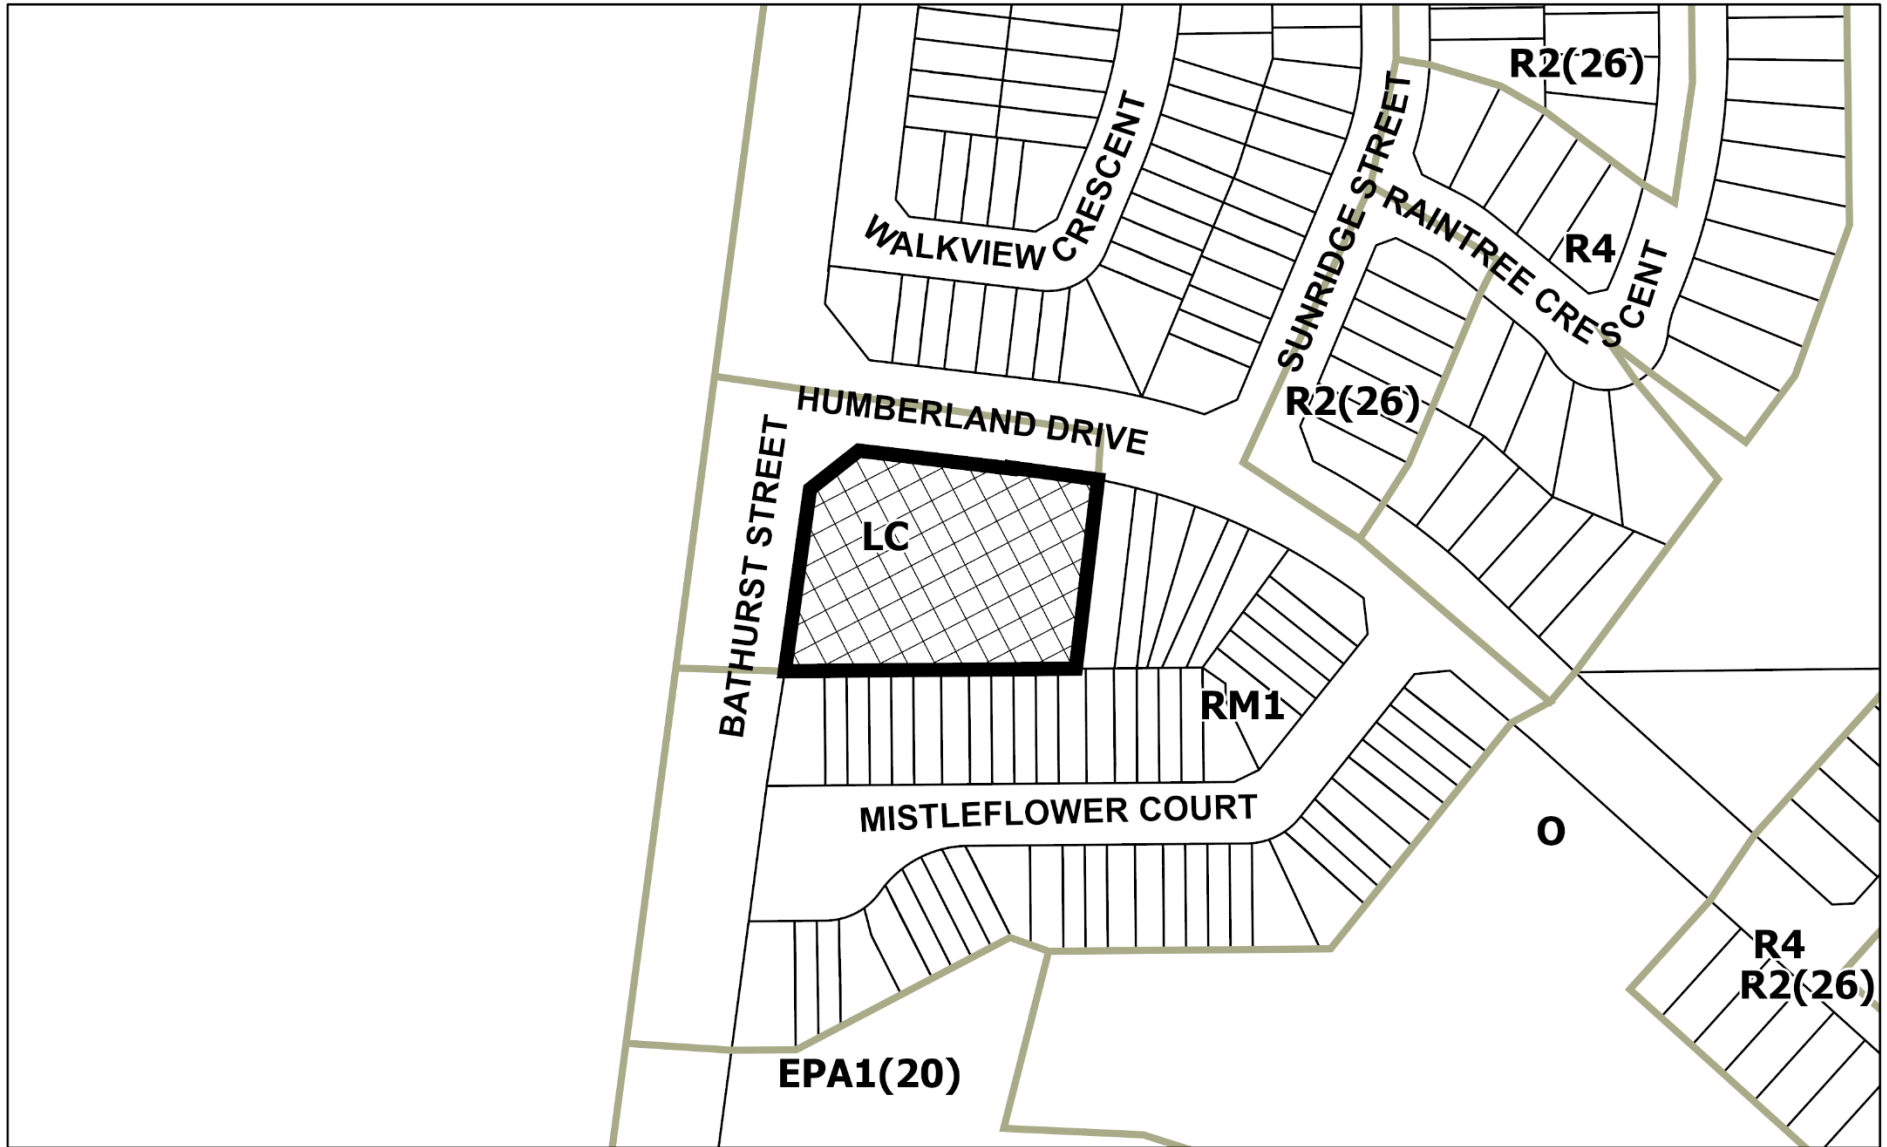 R2(26)
WALKVIEW CRESCENT
SUNRIDGE STREET
RAINTREE CRESCENT
R4
HUMBERLAND DRIVE
R2(26)
BATHURST STREET
LC
RM1
MISTLEFLOWER COURT
O
R4
R2(26)
EPA1(20)